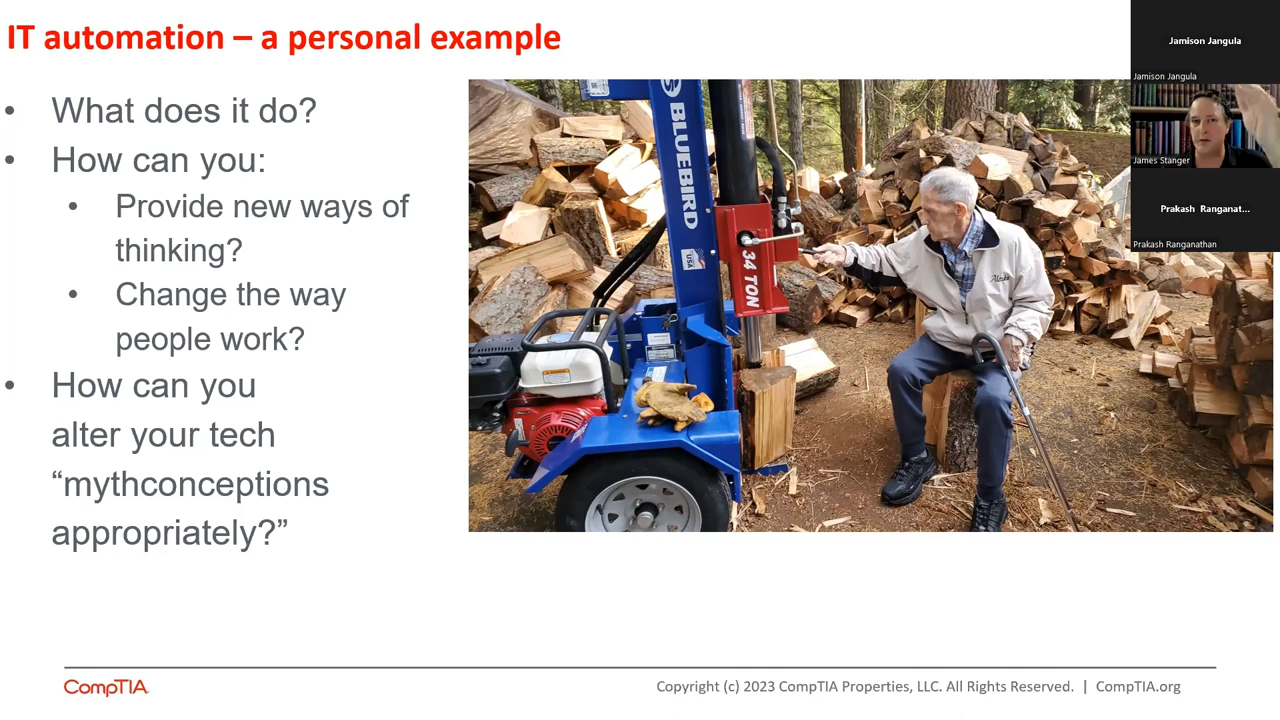 IT automation – a personal example
• What does it do?
• How can you:
• Provide new ways of
thinking?
• Change the way
people work?
• How can you
alter your tech
“mythconceptions
appropriately?”
BLUEBIRD
USA
34 TON
Jamison Jangula
Jamison Jangula
James Stanger
Prakash Ranganat...
Prakash Ranganathan
CompTIA
Copyright (c) 2023 CompTIA Properties, LLC. All Rights Reserved. | CompTIA.org